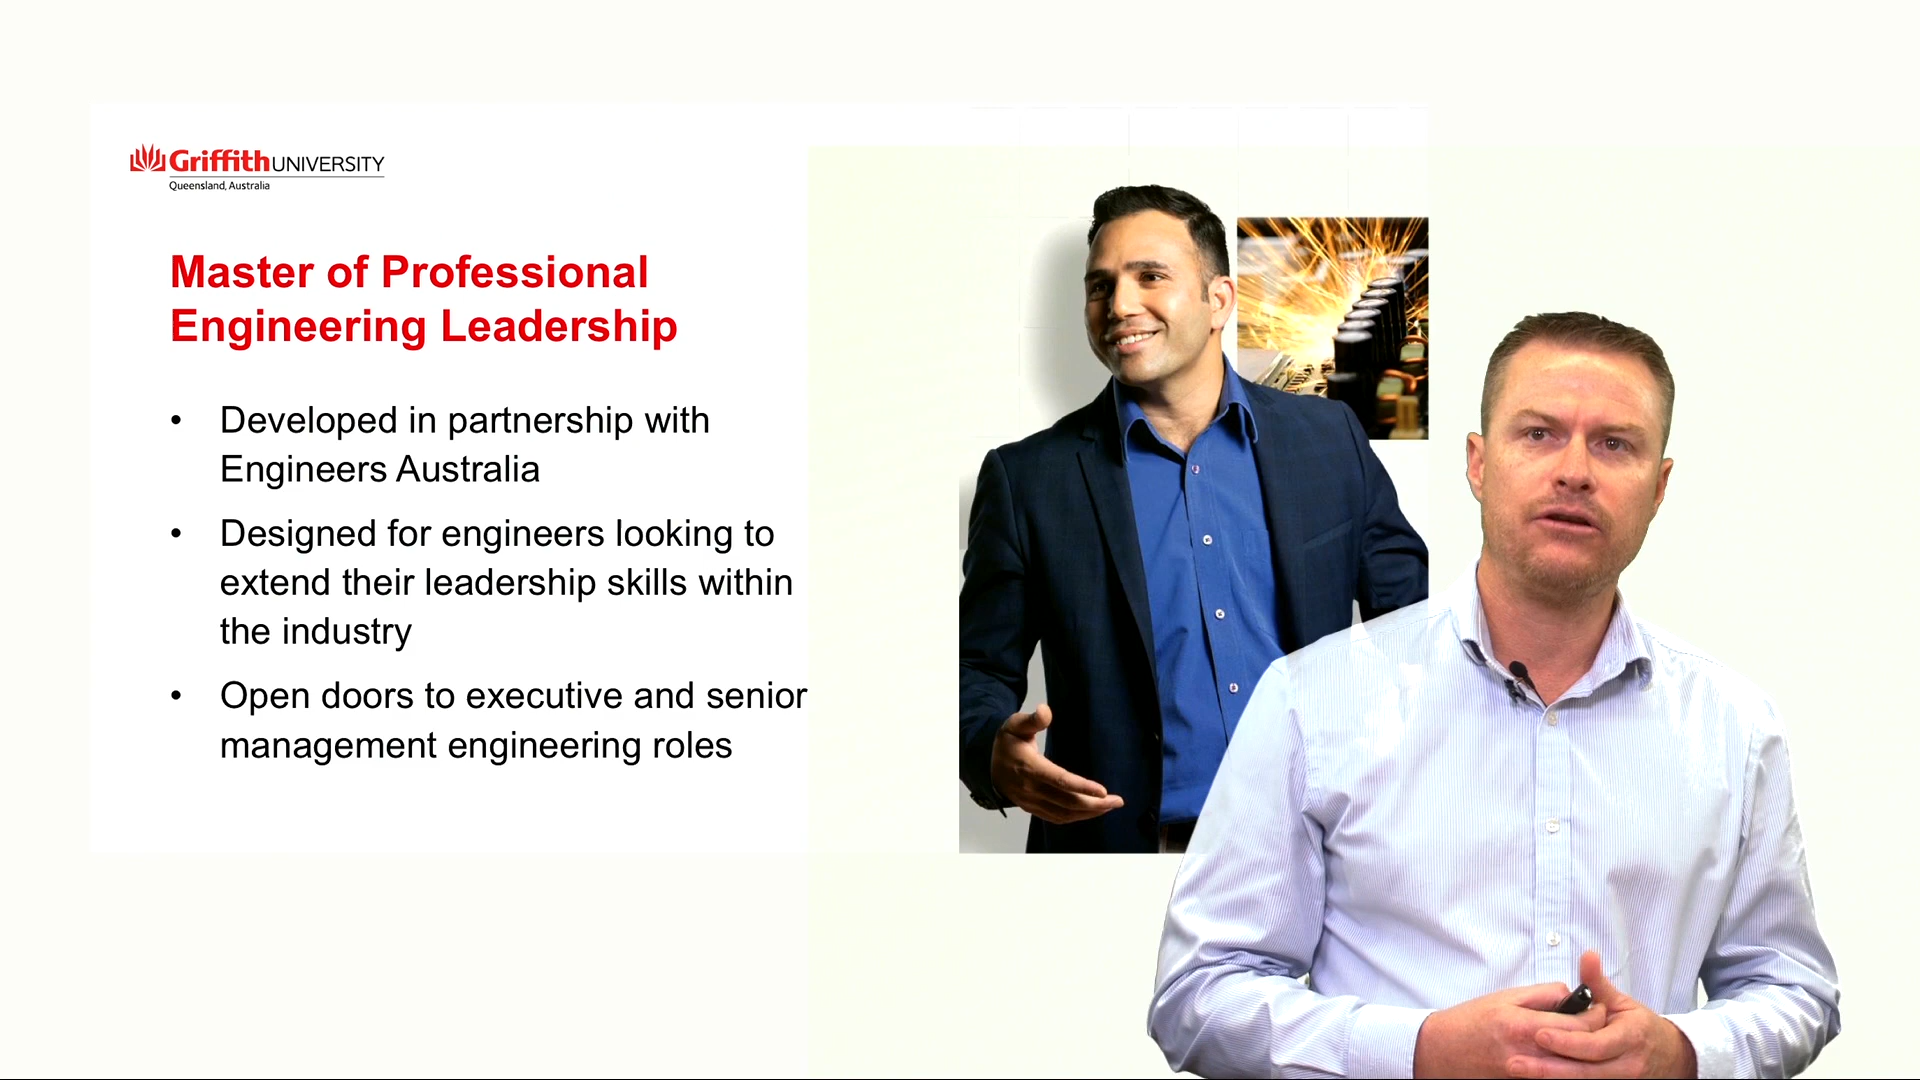 Griffith UNIVERSITY
Queensland, Australia
Master of Professional
Engineering Leadership
• Developed in partnership with
Engineers Australia
• Designed for engineers looking to
extend their leadership skills within
the industry
• Open doors to executive and senior
management engineering roles